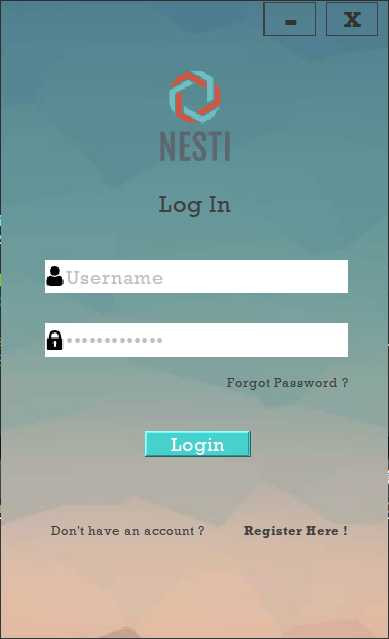 - X
NESTI
Log In
Username
•••••••••••••
Forgot Password ?
Login
Don't have an account ? Register Here !